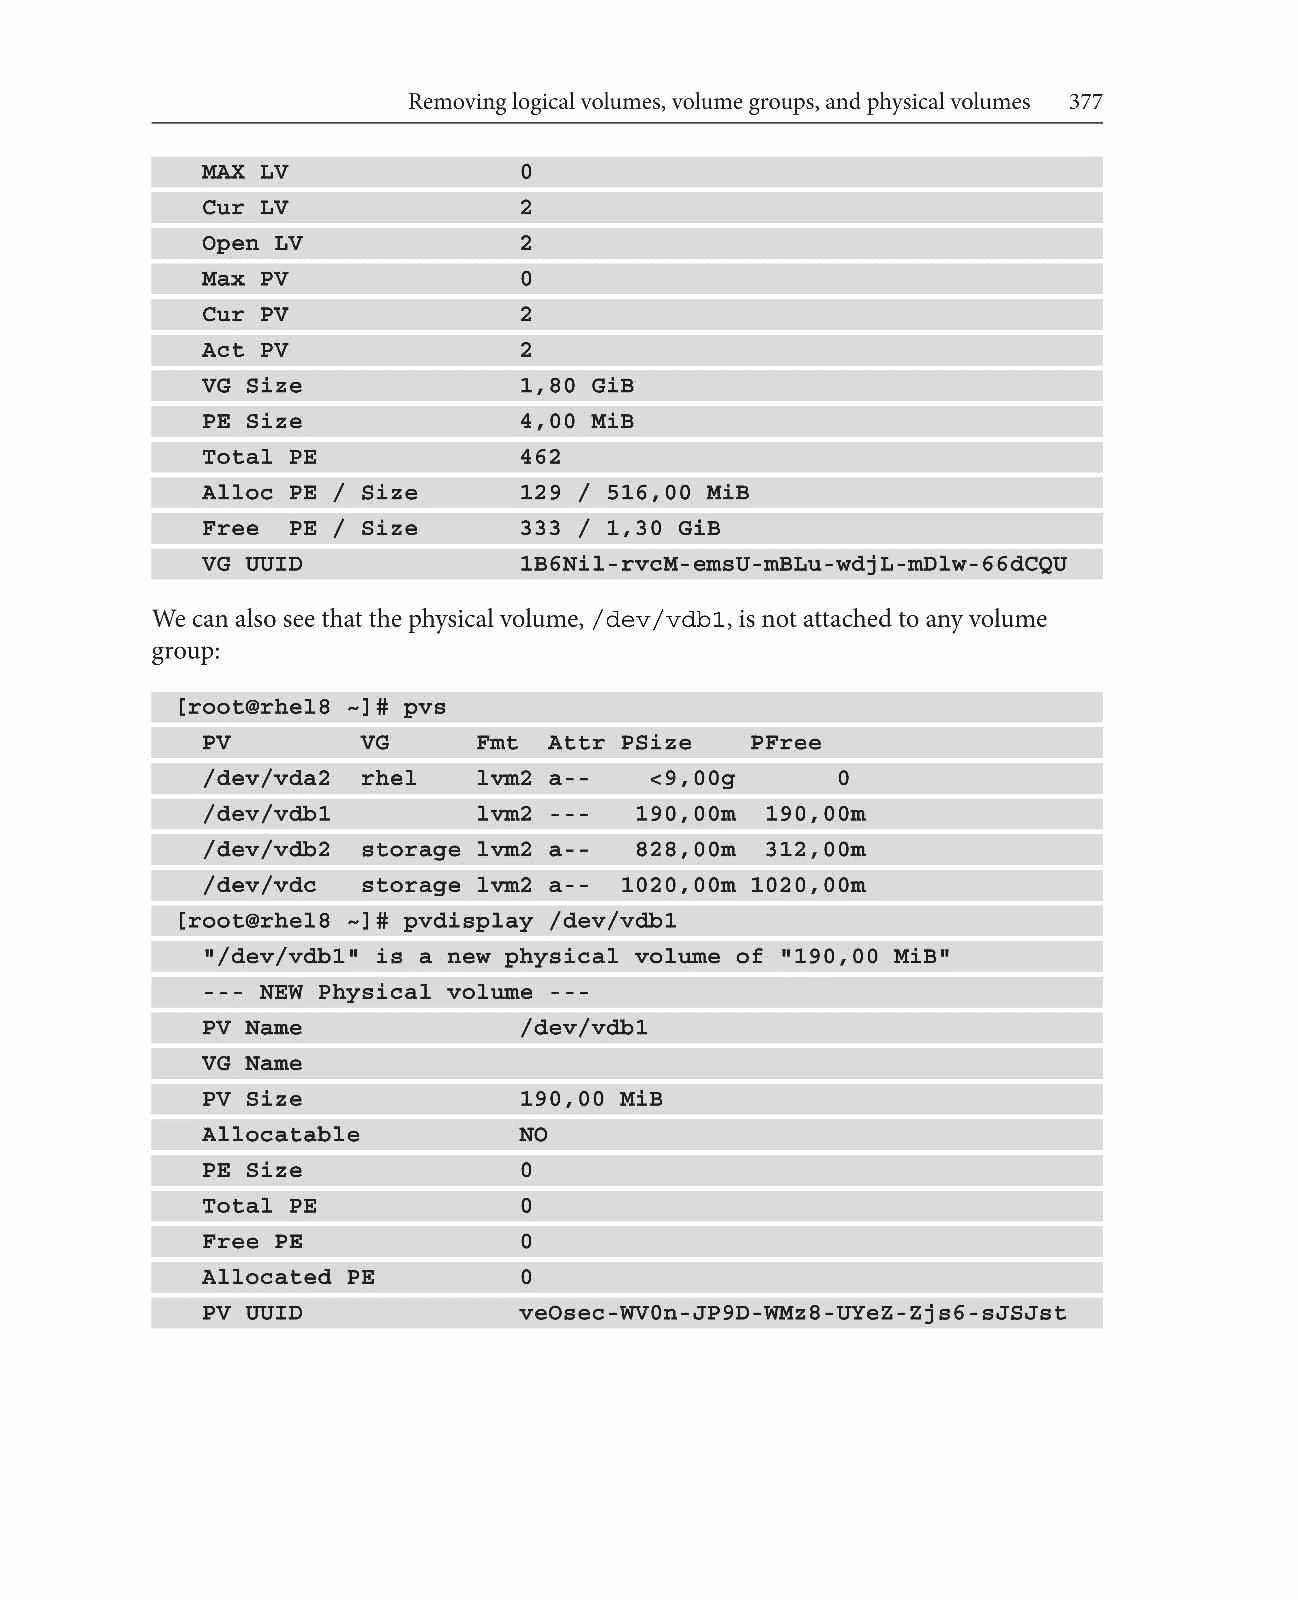 Removing logical volumes, volume groups, and physical volumes 377
MAX LV 0
Cur LV 2
Open LV 2
Max PV 0
Cur PV 2
Act PV 2
VG Size 1,80 GiB
PE Size 4,00 MiB
Total PE 462
Alloc PE / Size 129 / 516,00 MiB
Free PE / Size 333 / 1,30 GiB
VG UUID 1B6Nil-rvcM-emsU-mBLu-wdjL-mDlw-66dCQU
We can also see that the physical volume, /dev/vdb1, is not attached to any volume
group:
[root@rhel8 ~]# pvs
PV VG Fmt Attr PSize PFree
/dev/vda2 rhel lvm2 a-- <9,00g 0
/dev/vdb1 lvm2 --- 190,00m 190,00m
/dev/vdb2 storage lvm2 a-- 828,00m 312,00m
/dev/vdc storage lvm2 a-- 1020,00m 1020,00m
[root@rhel8 ~]# pvdisplay /dev/vdb1
"/dev/vdb1" is a new physical volume of "190,00 MiB"
--- NEW Physical volume ---
PV Name /dev/vdb1
VG Name
PV Size 190,00 MiB
Allocatable NO
PE Size 0
Total PE 0
Free PE 0
Allocated PE 0
PV UUID veOsec-WV0n-JP9D-WMz8-UYeZ-Zjs6-sJSJst